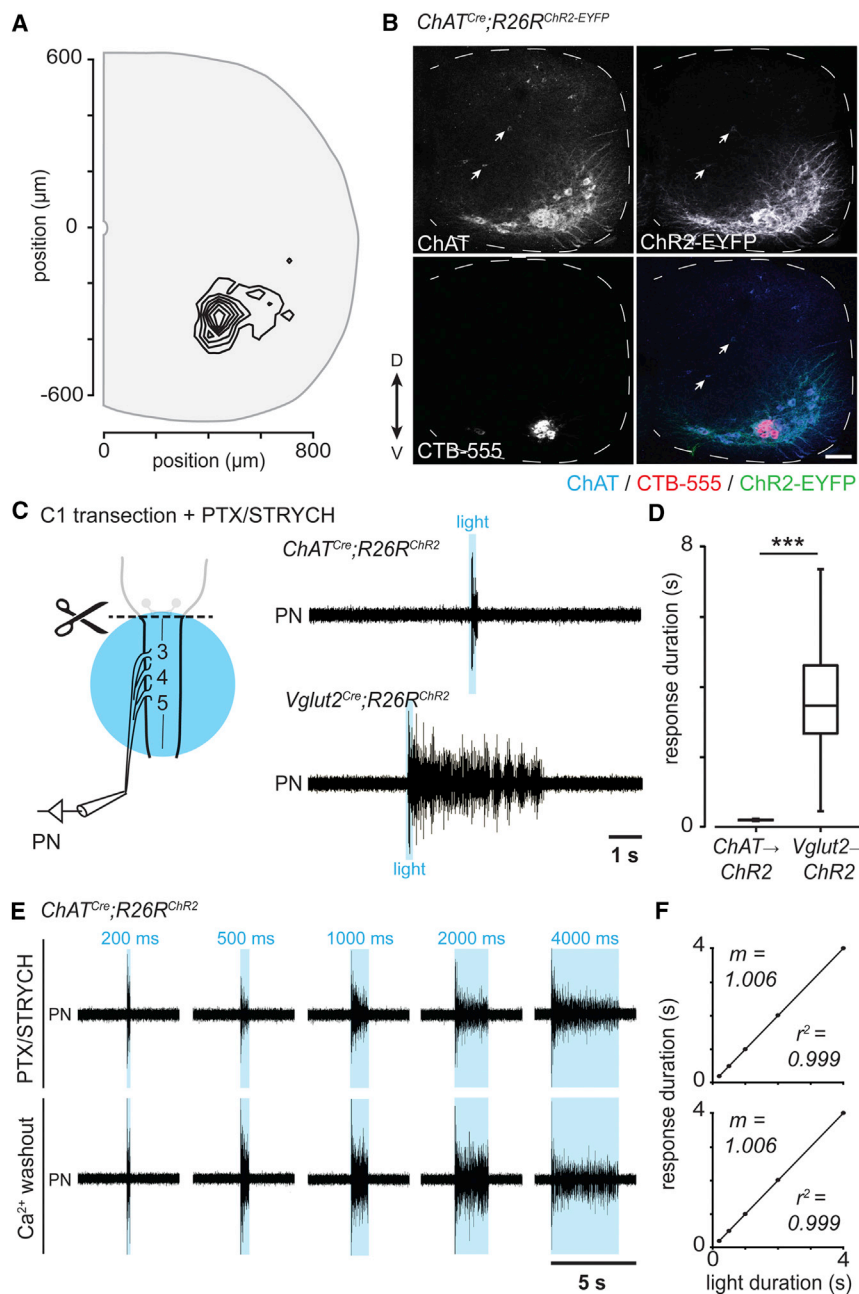 A
600
0
-600
position (µm)
0
800
position (µm)
B
ChAT^Cre;R26R^ChR2-EYFP
ChAT
ChR2-EYFP
CTB-555
D
V
ChAT / CTB-555 / ChR2-EYFP
C
C1 transection + PTX/STRYCH
3
4
5
PN
light
ChAT^Cre;R26R^ChR2
PN
Vglut2^Cre;R26R^ChR2
PN
light
1 s
D
***
8
0
response duration (s)
ChAT→ Vglut2–
ChR2 ChR2
E
ChAT^Cre;R26R^ChR2
200 ms 500 ms 1000 ms 2000 ms 4000 ms
PTX/STRYCH
PN
Ca²⁺ washout
PN
5 s
F
4
m =
1.006
r² =
0.999
0
4
m =
1.006
r² =
0.999
0
response duration (s)
0 4
light duration (s)